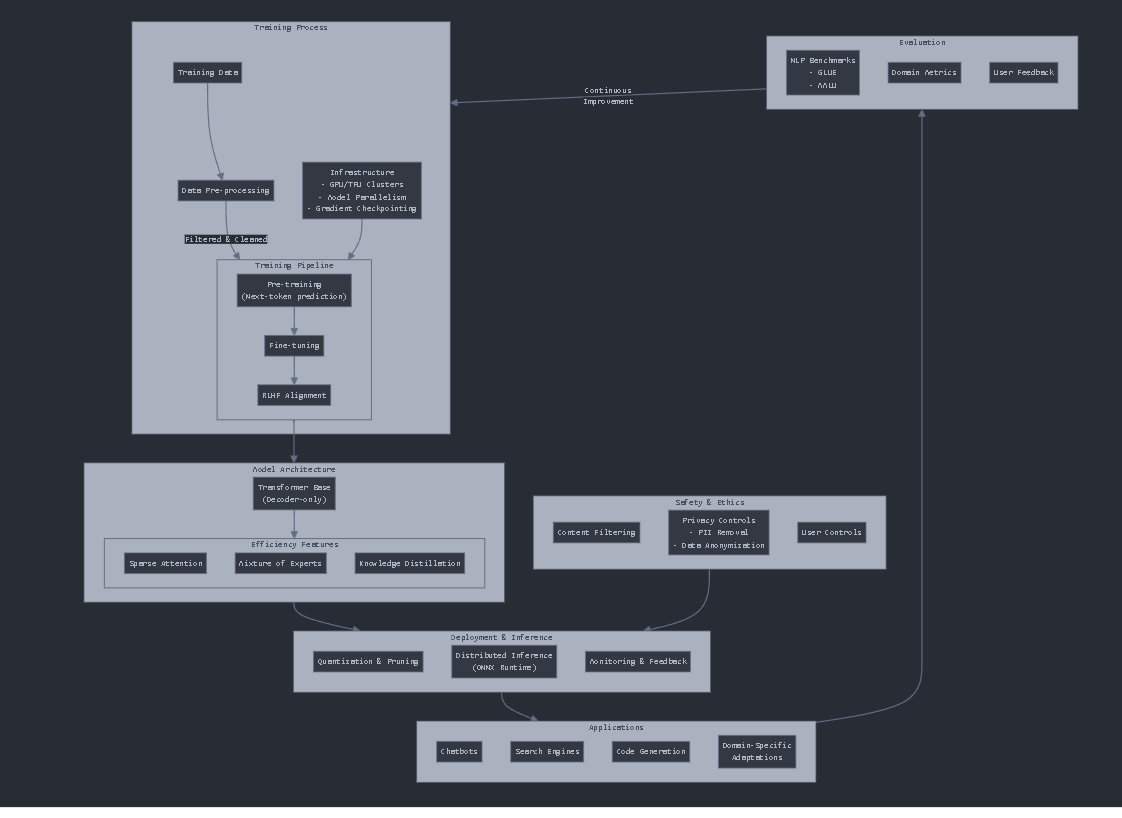 Training Process
Training Data
Data Pre-processing
Infrastructure
- GPU/TPU Clusters
- Model Parallelism
- Gradient Checkpointing
Filtered & Cleaned
Training Pipeline
Pre-training
(Next-token prediction)
Fine-tuning
RLHF Alignment
Evaluation
NLP Benchmarks
- GLUE
- MMLU
Domain Metrics
User Feedback
Continuous
Improvement
Model Architecture
Transformer Base
(Decoder-only)
Efficiency Features
Sparse Attention
Mixture of Experts
Knowledge Distillation
Safety & Ethics
Content Filtering
Privacy Controls
- PII Removal
- Data Anonymization
User Controls
Deployment & Inference
Quantization & Pruning
Distributed Inference
(ONNX Runtime)
Monitoring & Feedback
Applications
Chatbots
Search Engines
Code Generation
Domain-Specific
Adaptations